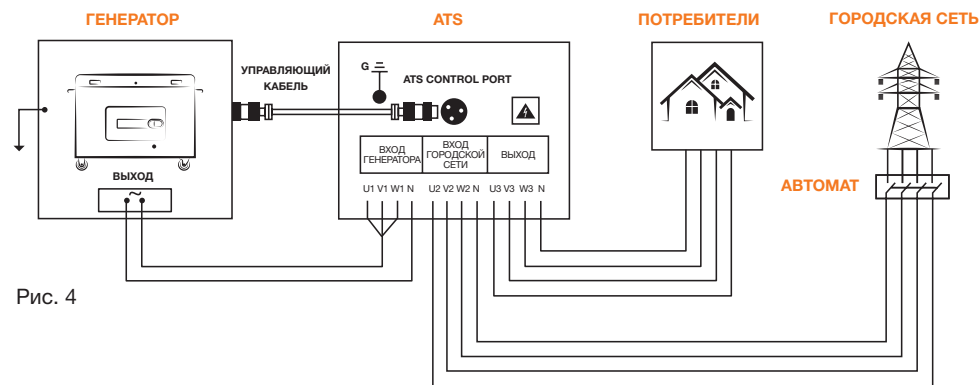 ГЕНЕРАТОР
ATS
ПОТРЕБИТЕЛИ
ГОРОДСКАЯ СЕТЬ
УПРАВЛЯЮЩИЙ
КАБЕЛЬ
G
ATS CONTROL PORT
ВХОД
ГЕНЕРАТОРА
ВХОД
ГОРОДСКОЙ
СЕТИ
ВЫХОД
U1 V1 W1 N
U2 V2 W2 N
U3 V3 W3 N
ВЫХОД
~
АВТОМАТ
Рис. 4